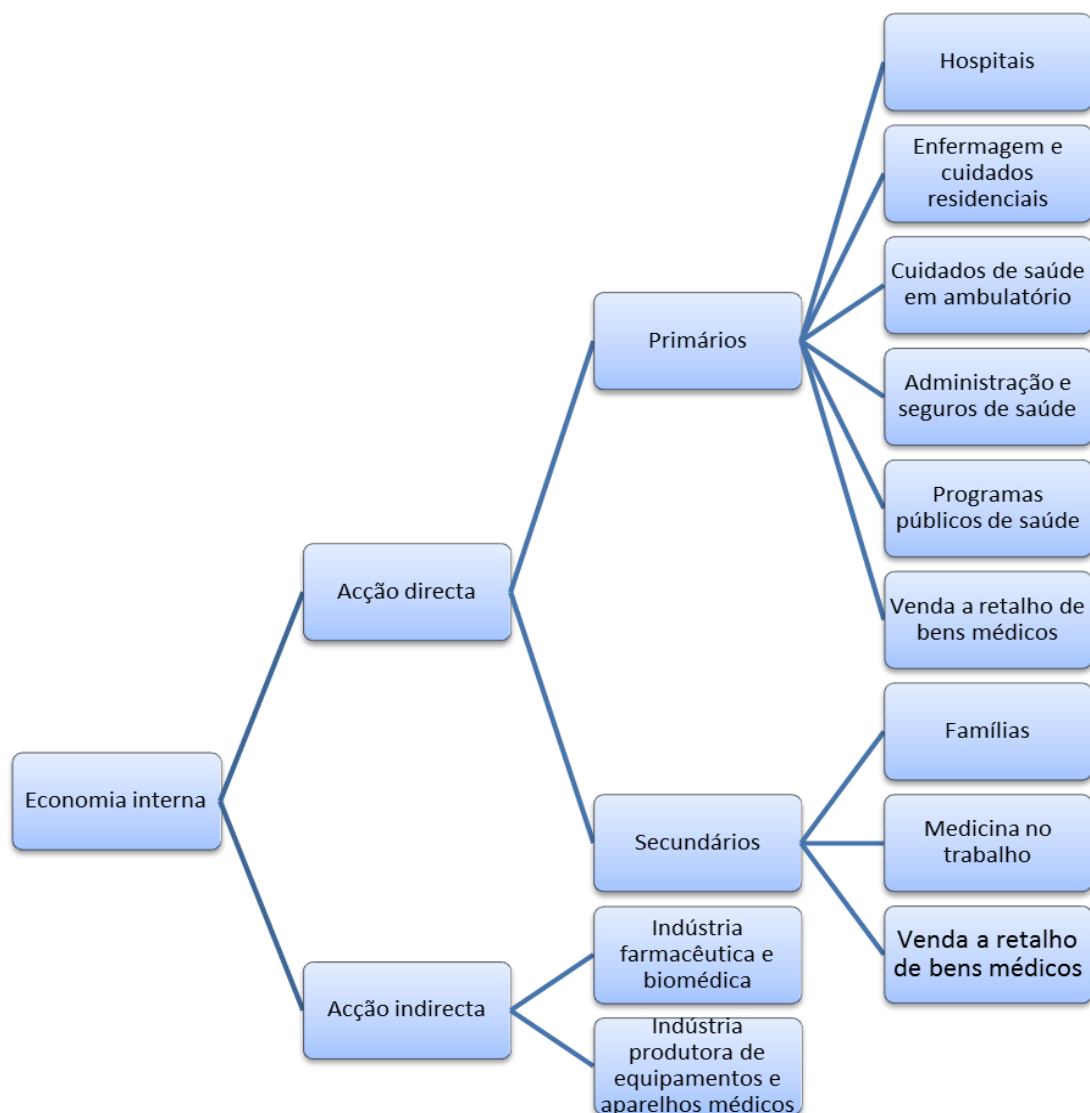 Hospitais
Enfermagem e
cuidados
residenciais
Cuidados de saúde
em ambulatório
Primários
Administração e
seguros de saúde
Programas
públicos de saúde
Acção directa
Venda a retalho de
bens médicos
Famílias
Economia interna
Secundários
Medicina no
trabalho
Venda a retalho
de bens médicos
Indústria
farmacêutica e
biomédica
Acção indirecta
Indústria
produtora de
equipamentos e
aparelhos médicos